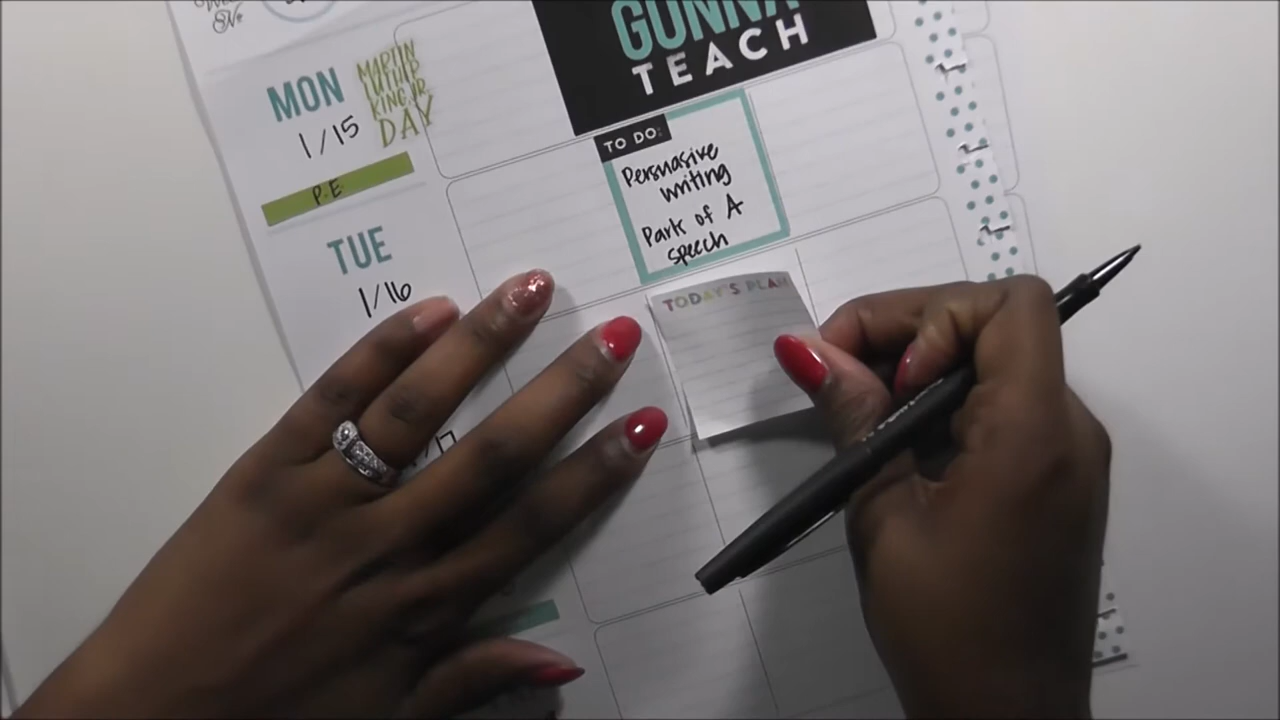 GUNNA
TEACH
MON
MARTIN
LUTHER
KING, JR.
DAY
1/15
P.E
TO DO:
Persuasive
writing
Park of A
speech
TUE
1/16
TODAY'S PLAN